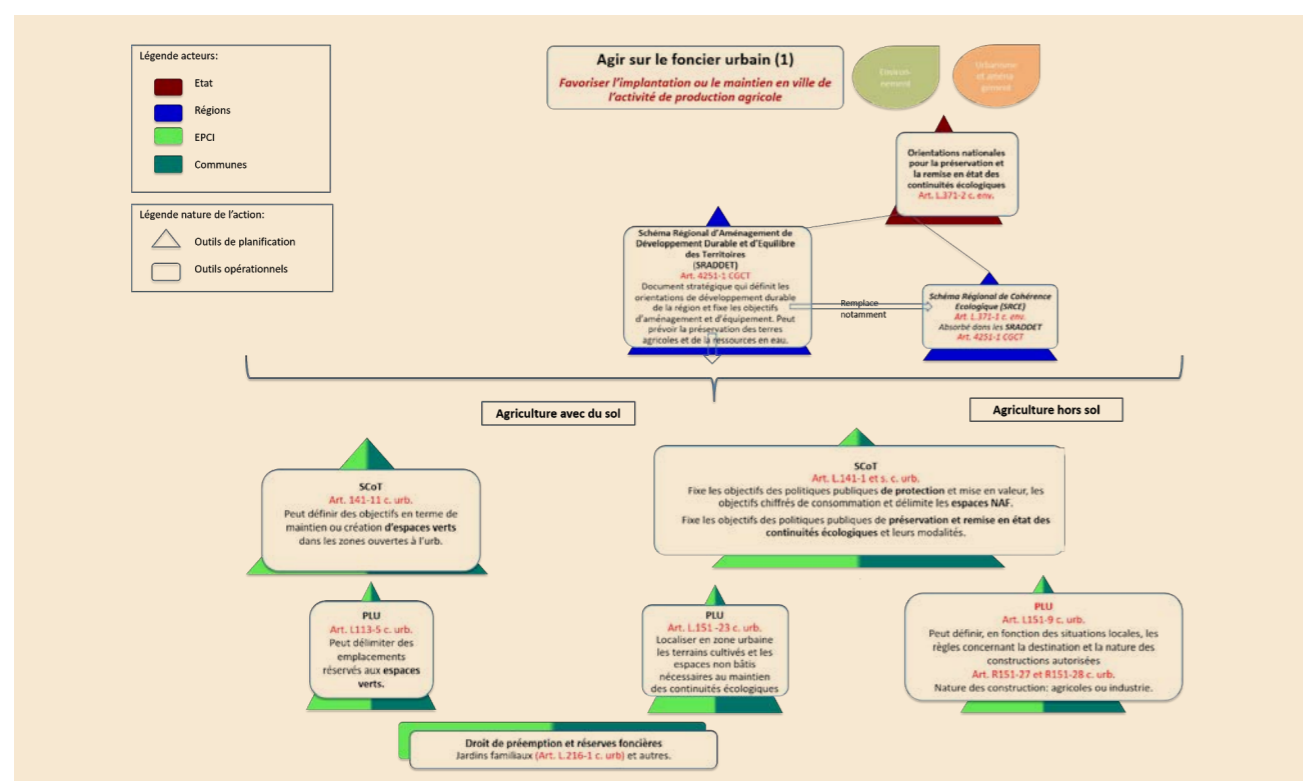 Légende acteurs:
Etat
Régions
EPCI
Communes
Légende nature de l'action:
Outils de planification
Outils opérationnels
Agir sur le foncier urbain (1)
Favoriser l'implantation ou le maintien en ville de
l'activité de production agricole
Environ-
nement
Urbanisme
et aména
gement
Orientations nationales
pour la préservation et
la remise en état des
continuités écologiques
Art. L.371-2 c. env.
Schéma Régional d'Aménagement de
Développement Durable et d'Equilibre
des Territoires
(SRADDET)
Art. 4251-1 CGCT
Document stratégique qui définit les
orientations de développement durable
de la région et fixe les objectifs
d'aménagement et d'équipement. Peut
prévoir la préservation des terres
agricoles et de la ressources en eau.
Remplace
notamment
Schéma Régional de Cohérence
Ecologique (SRCE)
Art. L.371-1 c. env.
Absorbé dans les SRADDET
Art. 4251-1 CGCT
Agriculture avec du sol
Agriculture hors sol
SCoT
Art. 141-11 c. urb.
Peut définir des objectifs en terme de
maintien ou création d'espaces verts
dans les zones ouvertes à l'urb.
SCoT
Art. L.141-1 et s. c. urb.
Fixe les objectifs des politiques publiques de protection et mise en valeur, les
objectifs chiffrés de consommation et délimite les espaces NAF.
Fixe les objectifs des politiques publiques de préservation et remise en état des
continuités écologiques et leurs modalités.
PLU
Art. L113-5 c. urb.
Peut délimiter des
emplacements
réservés aux espaces
verts.
PLU
Art. L.151 -23 c. urb.
Localiser en zone urbaine
les terrains cultivés et les
espaces non bâtis
nécessaires au maintien
des continuités écologiques
PLU
Art. L151-9 c. urb.
Peut définir, en fonction des situations locales, les
règles concernant la destination et la nature des
constructions autorisées
Art. R151-27 et R151-28 c. urb.
Nature des construction: agricoles ou industrie.
Droit de préemption et réserves foncières
Jardins familiaux (Art. L.216-1 c. urb) et autres.